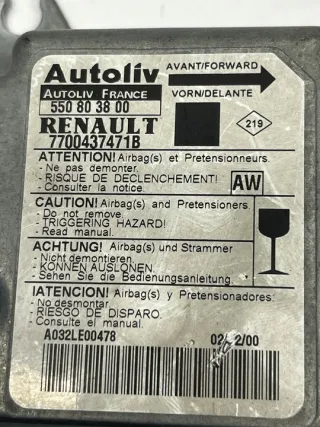 Autoliv
AVANT/FORWARD
AUTOLIV FRANCE
VORN/DELANTE
550 80 38 00
RENAULT
219
7700437471B
ATTENTION! Airbag(s) et Pretensionneurs.
- Ne pas demonter.
- RISQUE DE DECLENCHEMENT!
- Consulter la notice.
AW
CAUTION! Airbag(s) and Pretensioners.
- Do not remove.
- TRIGGERING HAZARD!
- Read manual.
ACHTUNG! Airbag(s) und Strammer
- Nicht demontieren.
- KÖNNEN AUSLÖNEN.
- Sehen Sie die Bedienungsanleitung.
IATENCION! Airbag(s) y Pretensionadores.
- No desmontar.
- RIESGO DE DISPARO.
- Consulte el manual.
A032LE00478